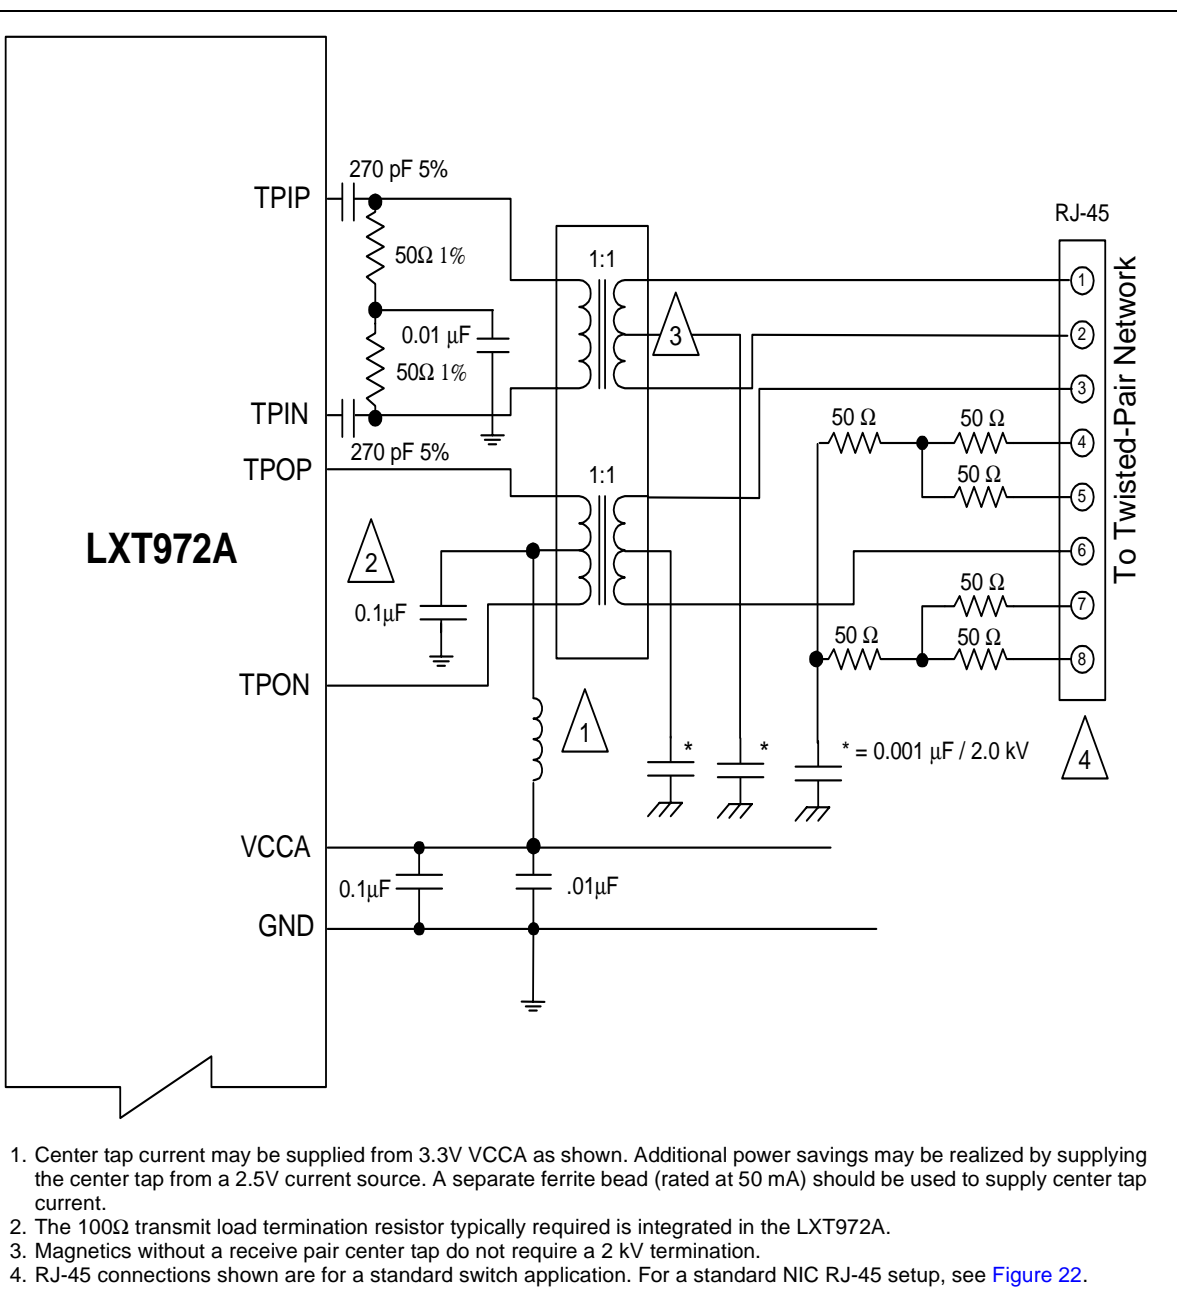 270 pF 5%
TPIP
RJ-45
50Ω 1%
1:1
1
To Twisted-Pair Network
0.01 µF
3
2
50Ω 1%
3
TPIN
50 Ω
50 Ω
4
270 pF 5%
TPOP
1:1
50 Ω
5
LXT972A
2
6
0.1µF
50 Ω
7
50 Ω
50 Ω
8
TPON
1
*
*
* = 0.001 µF / 2.0 kV
4
VCCA
0.1µF
.01µF
GND
1. Center tap current may be supplied from 3.3V VCCA as shown. Additional power savings may be realized by supplying
the center tap from a 2.5V current source. A separate ferrite bead (rated at 50 mA) should be used to supply center tap
current.
2. The 100Ω transmit load termination resistor typically required is integrated in the LXT972A.
3. Magnetics without a receive pair center tap do not require a 2 kV termination.
4. RJ-45 connections shown are for a standard switch application. For a standard NIC RJ-45 setup, see Figure 22.